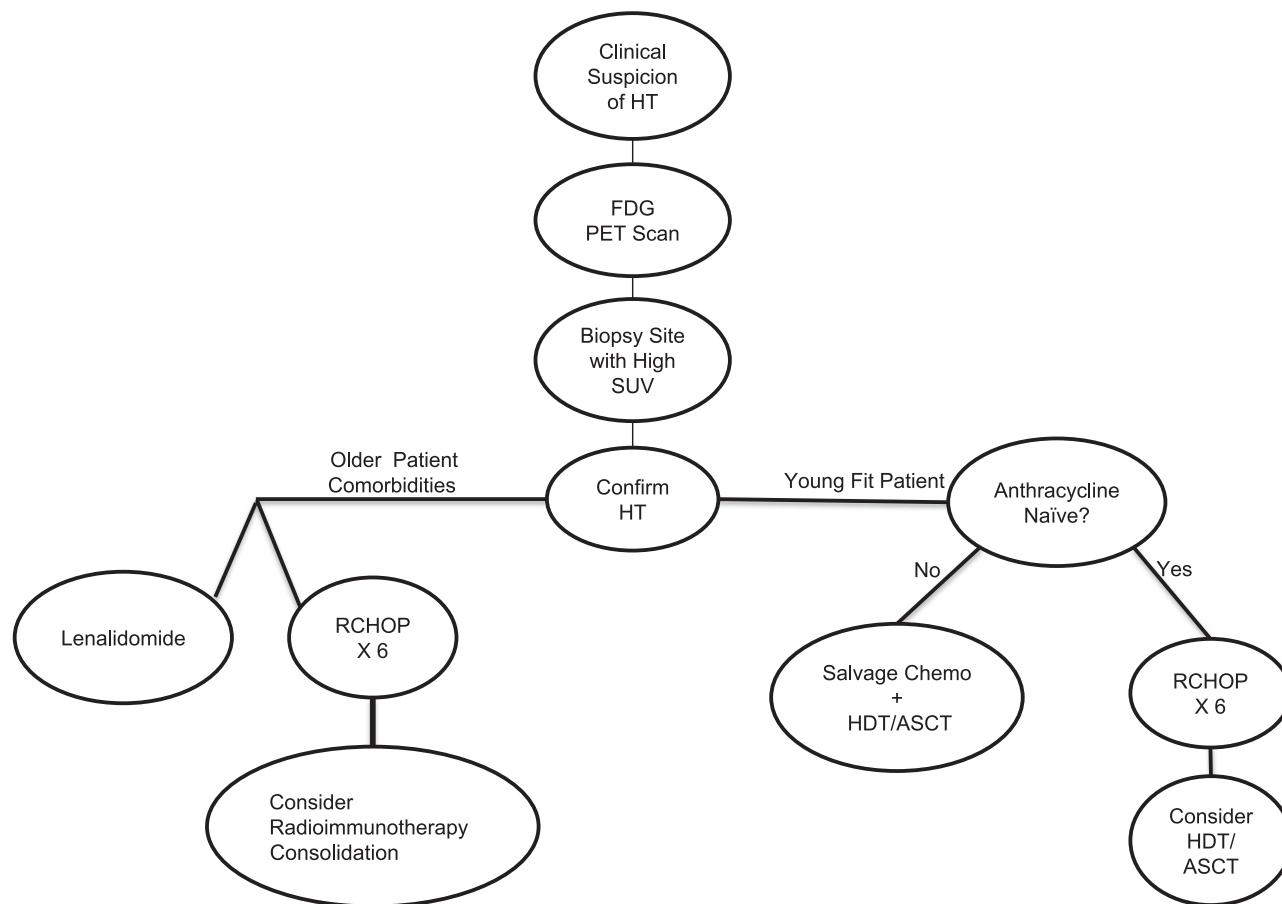 Clinical
Suspicion
of HT
FDG
PET Scan
Biopsy Site
with High
SUV
Older Patient
Comorbidities
Confirm
HT
Young Fit Patient
Anthracycline
Naïve?
No
Yes
Lenalidomide
RCHOP
X 6
Salvage Chemo
+
HDT/ASCT
RCHOP
X 6
Consider
Radioimmunotherapy
Consolidation
Consider
HDT/
ASCT